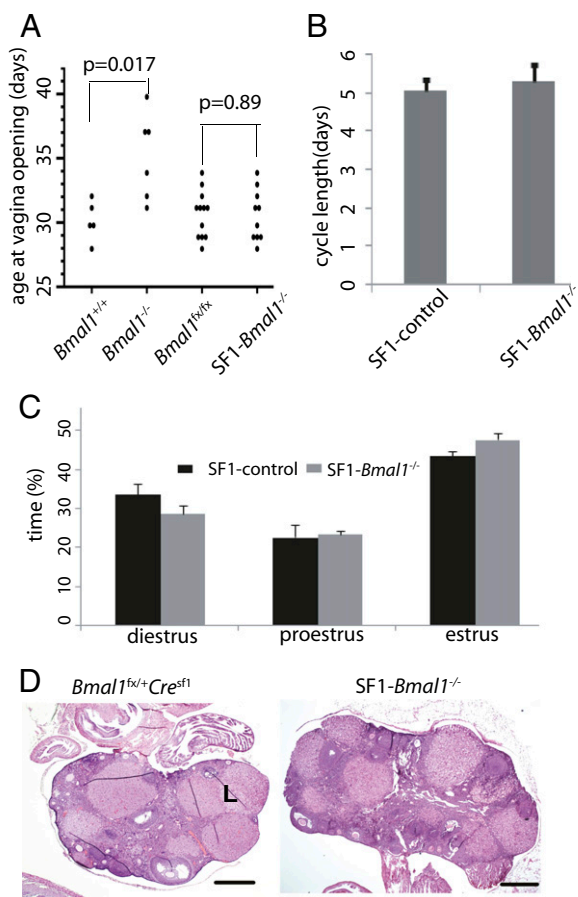 A
p=0.017
p=0.89
age at vagina opening (days)
40
35
30
25
Bmal1+/+
Bmal1-/-
Bmal1fx/fx
SF1-Bmal1-/-
B
cycle length(days)
6
5
4
3
2
1
0
SF1-control
SF1-Bmal1-/-
C
time (%)
50
40
30
20
10
0
SF1-control
SF1-Bmal1-/-
diestrus
proestrus
estrus
D
Bmal1fx/+Cresf1
SF1-Bmal1-/-
L